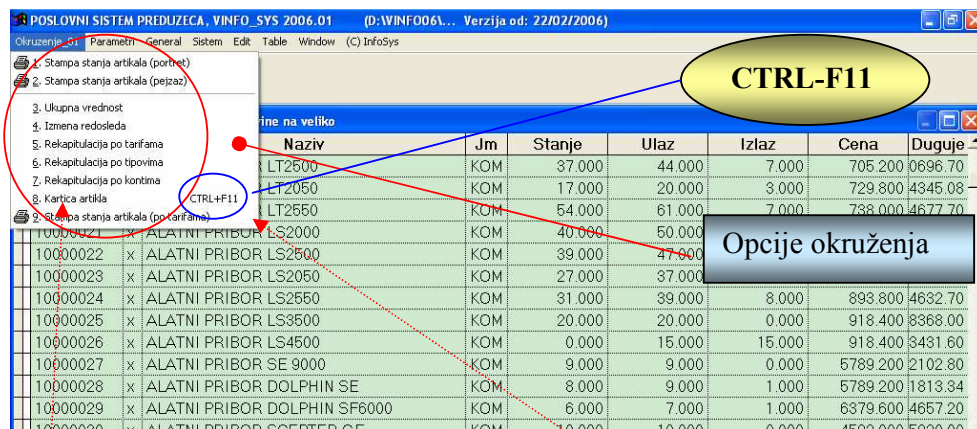 POSLOVNI SISTEM PREDUZECA, VINFO_SYS 2006.01 (D:\VINFO06\... Verzija od: 22/02/2006)
Okruzenje_01 Parametri General Sistem Edit Table Window (C) InfoSys
1. Stampa stanja artikala (portret)
2. Stampa stanja artikala (pejzaz)
3. Ukupna vrednost
4. Izmena redosleda
5. Rekapitulacija po tarifama
6. Rekapitulacija po tipovima
7. Rekapitulacija po kontima
8. Kartica artikla CTRL+F11
9. Stampa stanja artikala (po tarifama)
CTRL-F11
Opcije okruženja
rine na veliko
Naziv Jm Stanje Ulaz Izlaz Cena Duguje
LT2500 KOM 37.000 44.000 7.000 705.200 0696.70
LT2050 KOM 17.000 20.000 3.000 729.800 4345.08
LT2550 KOM 54.000 61.000 7.000 738.000 4677.70
10000021 x ALATNI PRIBOR LS2000 KOM 40.000 50.000
10000022 x ALATNI PRIBOR LS2500 KOM 39.000 47.000
10000023 x ALATNI PRIBOR LS2050 KOM 27.000 37.000
10000024 x ALATNI PRIBOR LS2550 KOM 31.000 39.000 8.000 893.800 4632.70
10000025 x ALATNI PRIBOR LS3500 KOM 20.000 20.000 0.000 918.400 8368.00
10000026 x ALATNI PRIBOR LS4500 KOM 0.000 15.000 15.000 918.400 3431.60
10000027 x ALATNI PRIBOR SE 9000 KOM 9.000 9.000 0.000 5789.200 2102.80
10000028 x ALATNI PRIBOR DOLPHIN SE KOM 8.000 9.000 1.000 5789.200 1813.34
10000029 x ALATNI PRIBOR DOLPHIN SF6000 KOM 6.000 7.000 1.000 6379.600 4657.20